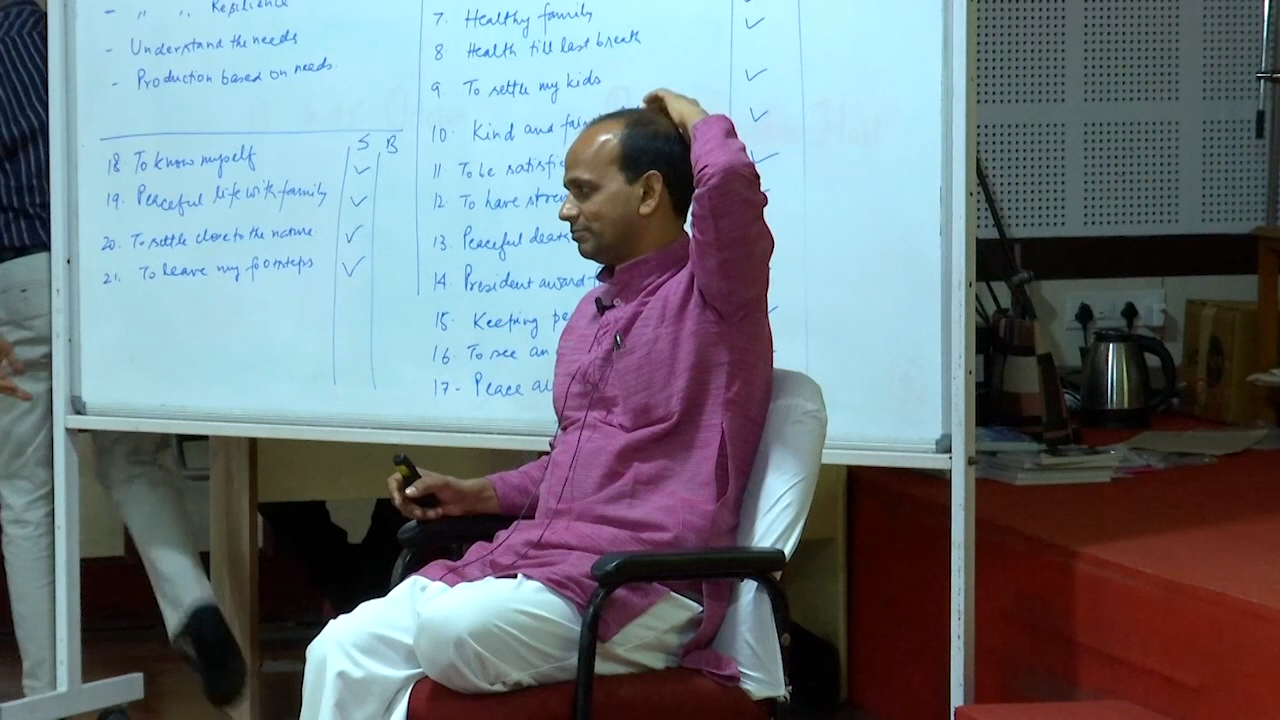 - " ". Resilience
- Understand the needs
- Production based on needs.
S B
18 To know myself
19. Peaceful life with family
20. To settle close to the nature.
21. To leave my footsteps
7. Healthy family
8. Health till last breath
9. To settle my kids
10. Kind and
11. To be
12. To have
13. Peaceful
14. President award
15. Keeping
16. To see an
17- Peace